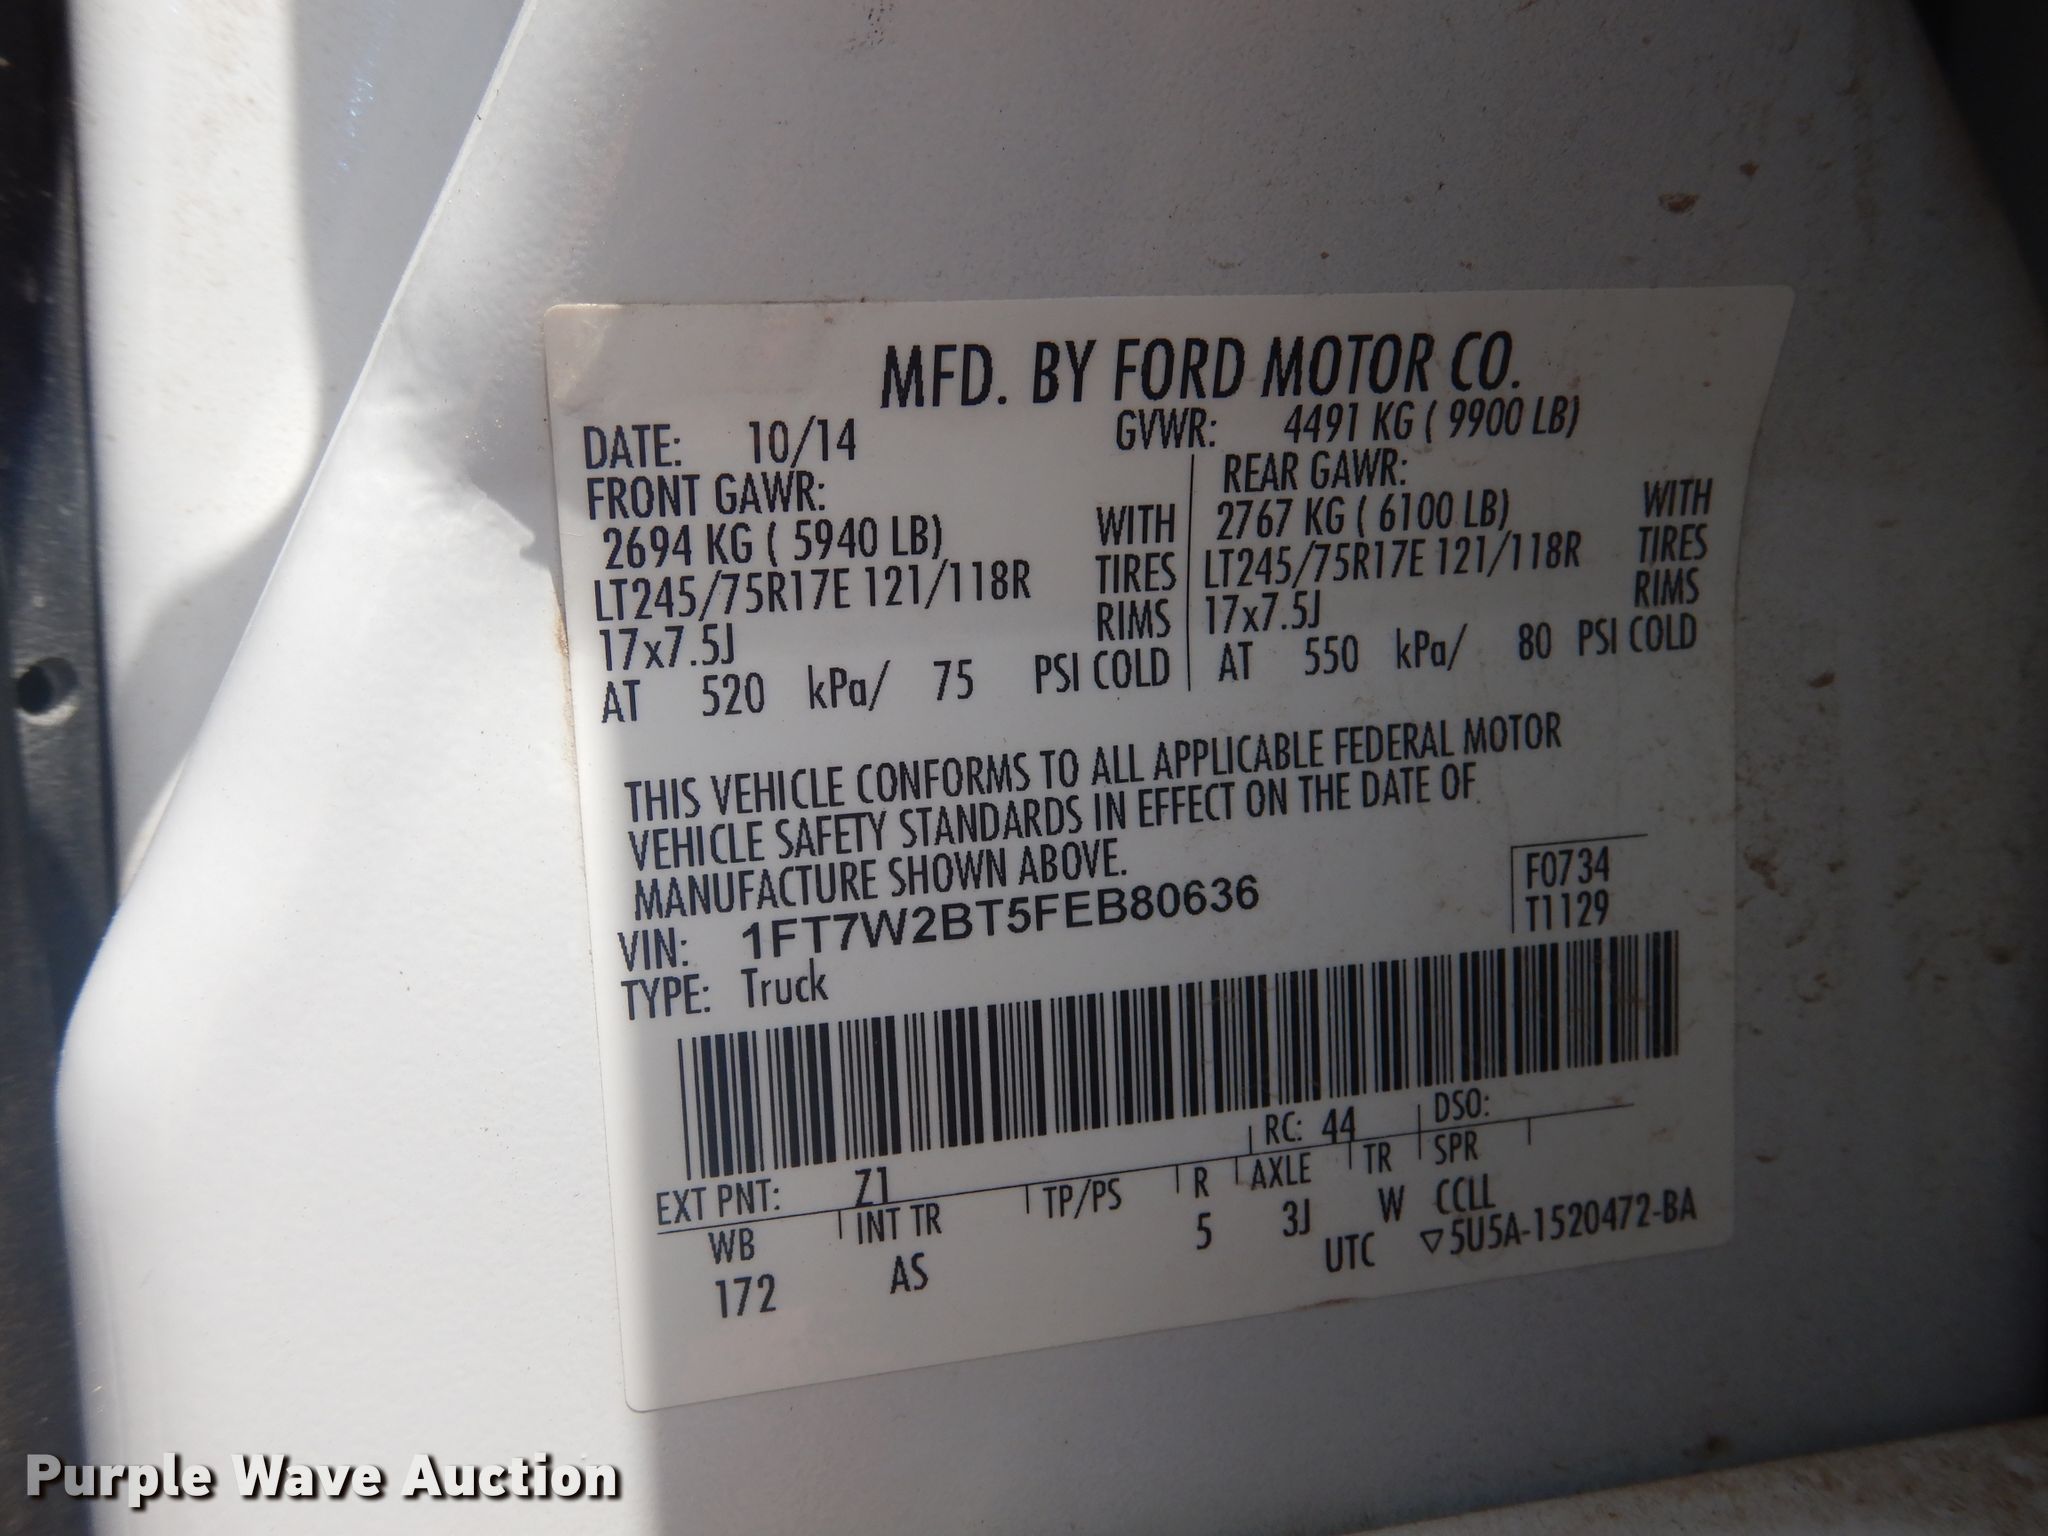 MFD. BY FORD MOTOR CO.
DATE: 10/14 GVWR: 4491 KG ( 9900 LB)
FRONT GAWR: REAR GAWR:
2694 KG ( 5940 LB) WITH 2767 KG ( 6100 LB) WITH
LT245/75R17E 121/118R TIRES LT245/75R17E 121/118R TIRES
17x7.5J RIMS 17x7.5J RIMS
AT 520 kPa/ 75 PSI COLD AT 550 kPa/ 80 PSI COLD
THIS VEHICLE CONFORMS TO ALL APPLICABLE FEDERAL MOTOR
VEHICLE SAFETY STANDARDS IN EFFECT ON THE DATE OF
MANUFACTURE SHOWN ABOVE.
F0734
VIN: 1FT7W2BT5FEB80636 T1129
TYPE: Truck
EXT PNT: Z1 RC: 44 DSO:
WB INT TR TP/PS R AXLE TR SPR
172 AS 5 3J W CCLL
UTC ▽5U5A-1520472-BA
Purple Wave Auction